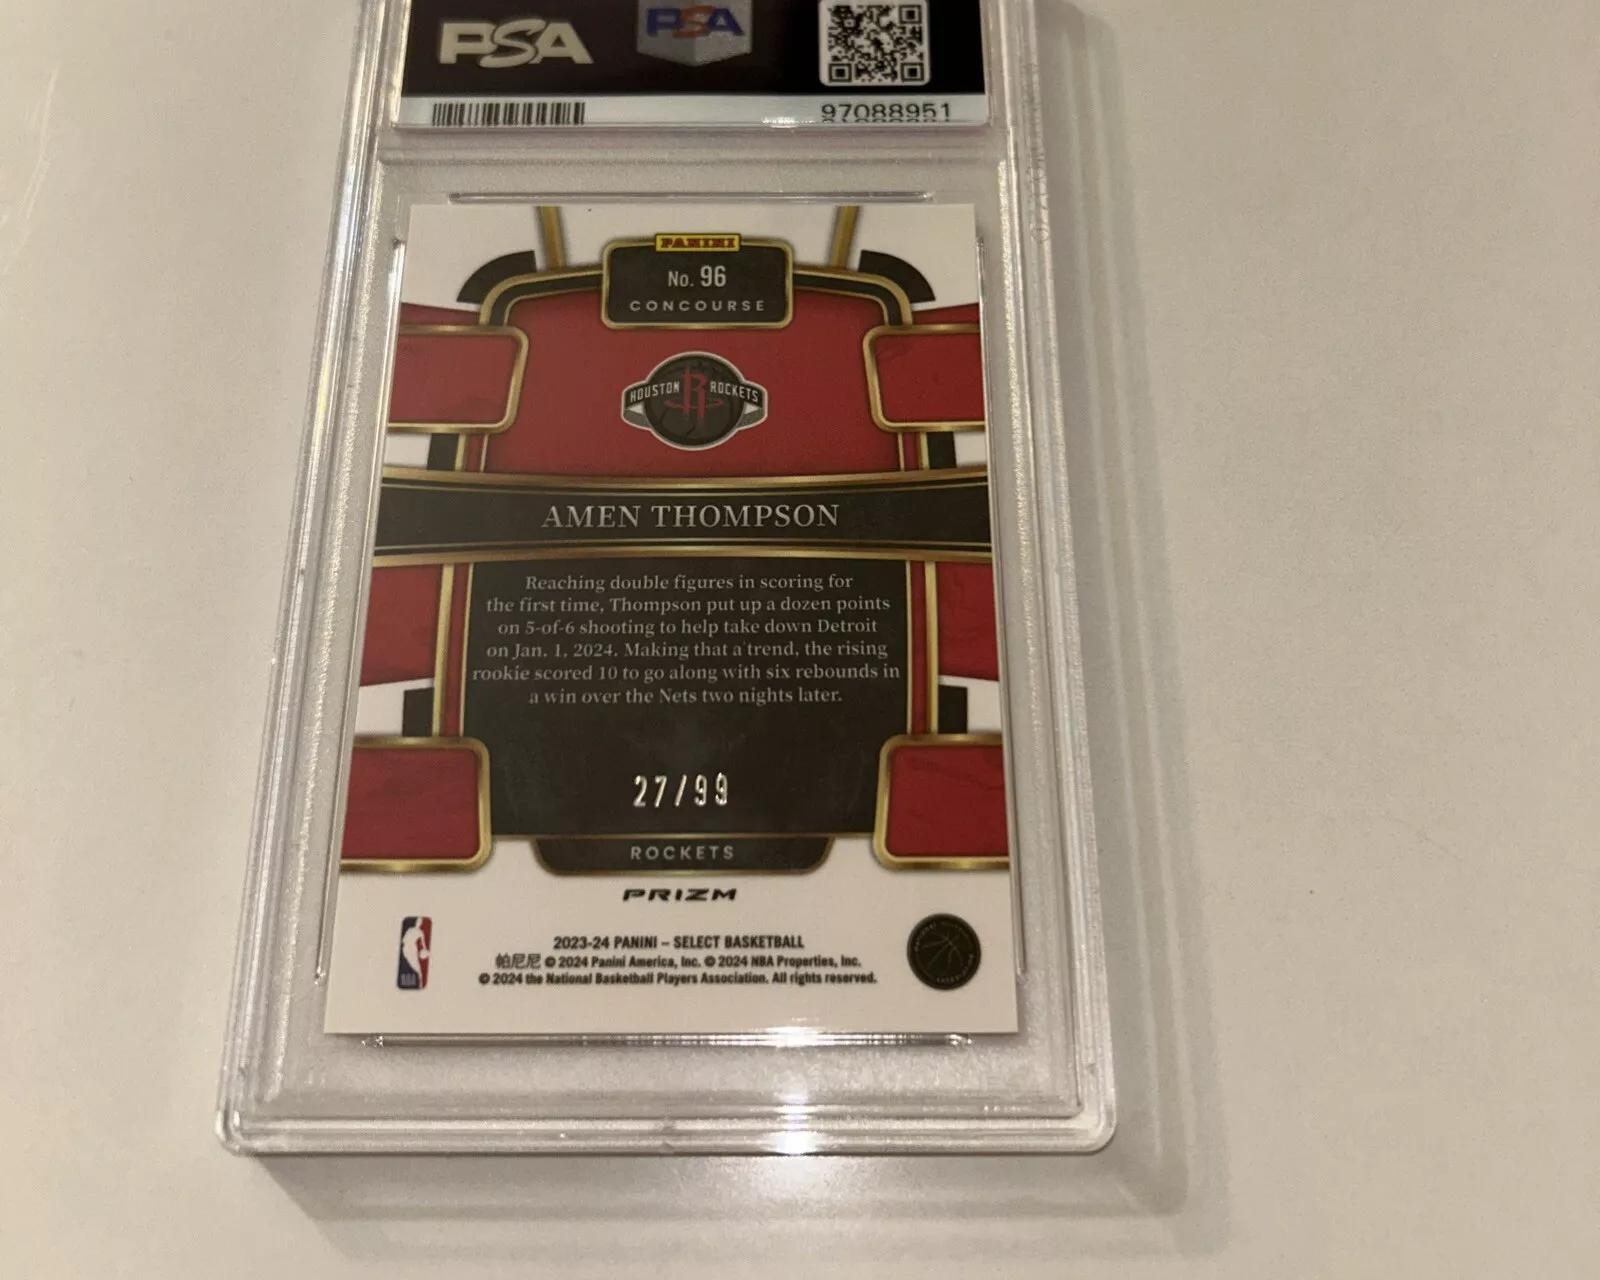 PSA
PSA
97088951
PANINI
No. 96
CONCOURSE
HOUSTON ROCKETS
AMEN THOMPSON
Reaching double figures in scoring for
the first time, Thompson put up a dozen points
on 5-of-6 shooting to help take down Detroit
on Jan. 1, 2024. Making that a trend, the rising
rookie scored 10 to go along with six rebounds in
a win over the Nets two nights later.
27/99
ROCKETS
PRIZM
2023-24 PANINI – SELECT BASKETBALL
帕尼尼 © 2024 Panini America, Inc. © 2024 NBA Properties, Inc.
© 2024 the National Basketball Players Association. All rights reserved.
NBA